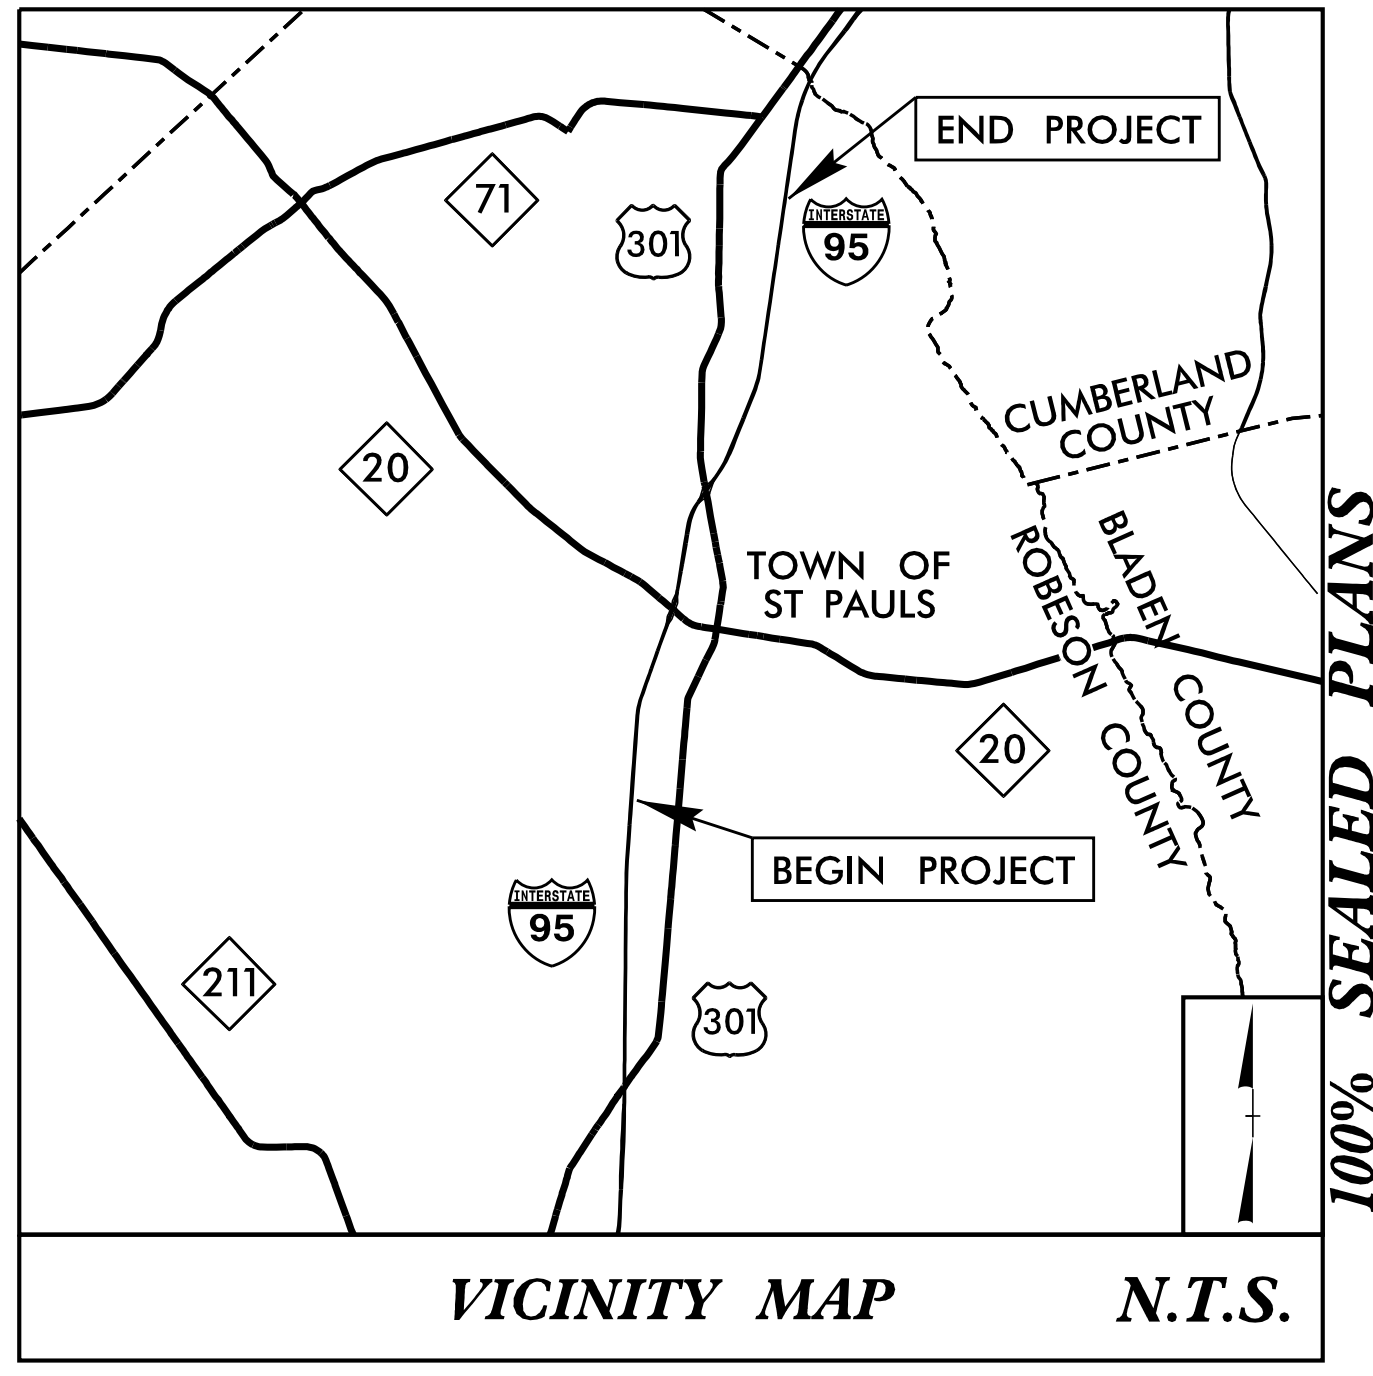 END PROJECT
71
301
INTERSTATE
95
CUMBERLAND
COUNTY
20
TOWN OF
ST PAULS
ROBESON COUNTY
BLADEN COUNTY
20
BEGIN PROJECT
INTERSTATE
95
211
301
VICINITY MAP
N.T.S.
100% SEALED PLANS